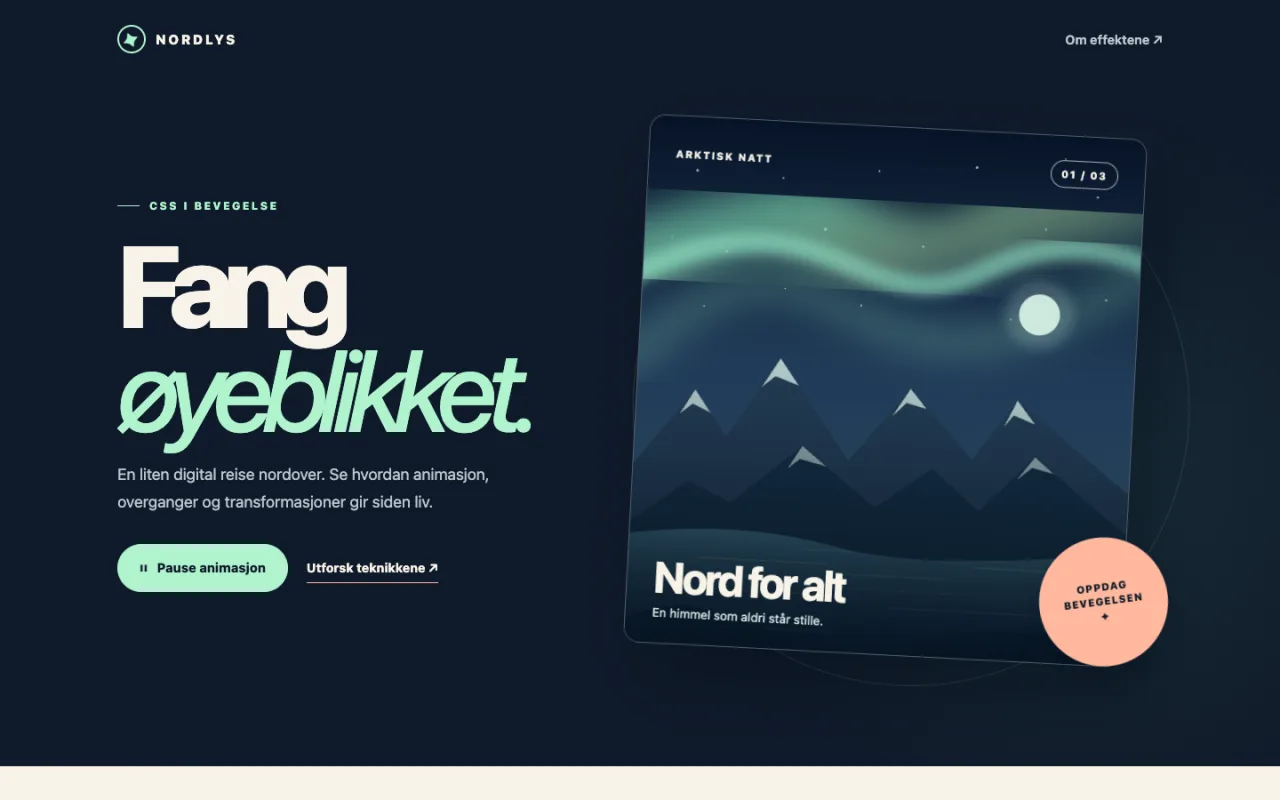 NORDLYS
Om effektene ↗
CSS I BEVEGELSE
Fang
øyeblikket.
En liten digital reise nordover. Se hvordan animasjon,
overganger og transformasjoner gir siden liv.
Pause animasjon
Utforsk teknikkene ↗
ARKTISK NATT
01 / 03
Nord for alt
En himmel som aldri står stille.
OPPDAG
BEVEGELSEN
✦